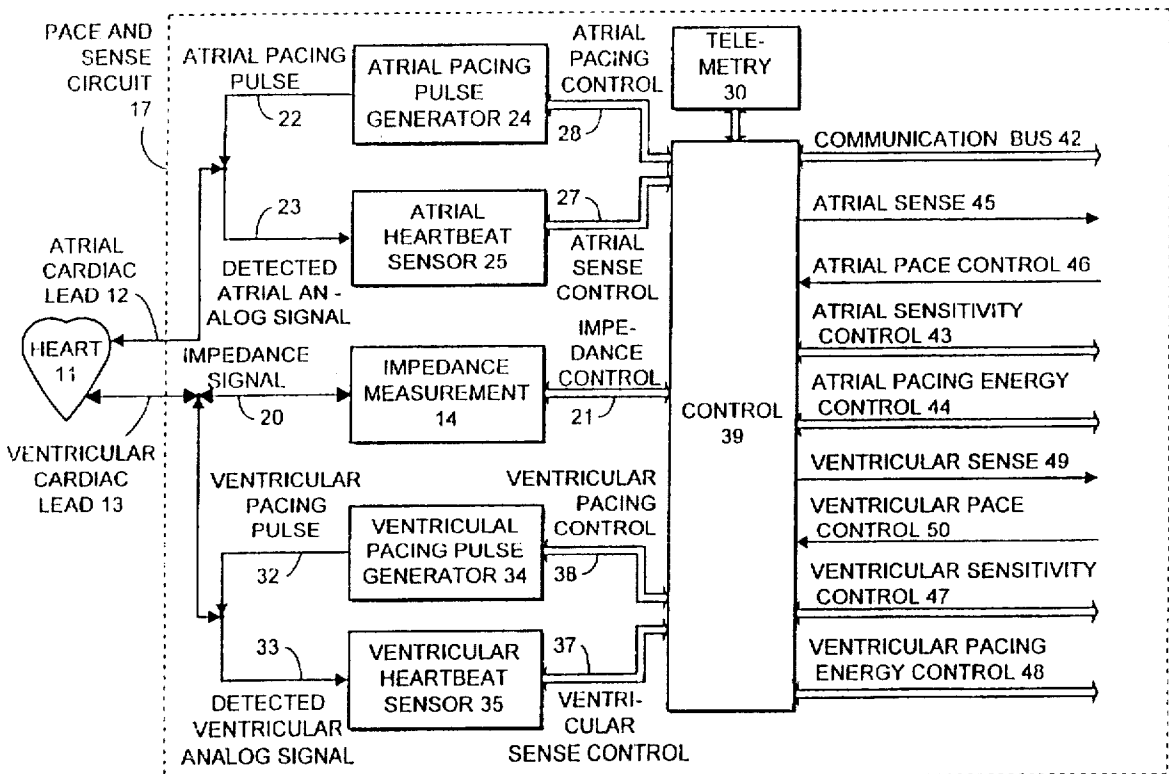 PACE AND
SENSE
CIRCUIT
17
ATRIAL PACING
PULSE
22
ATRIAL PACING
PULSE
GENERATOR 24
ATRIAL
PACING
CONTROL
28
TELE-
METRY
30
23
DETECTED
ATRIAL AN -
ALOG SIGNAL
ATRIAL
HEARTBEAT
SENSOR 25
27
ATRIAL
SENSE
CONTROL
ATRIAL
CARDIAC
LEAD 12
HEART
11
VENTRICULAR
CARDIAC
LEAD 13
IMPEDANCE
SIGNAL
20
IMPEDANCE
MEASUREMENT
14
IMPE-
DANCE
CONTROL
21
VENTRICULAR
PACING
PULSE
32
VENTRICULAL
PACING PULSE
GENERATOR 34
VENTRICULAR
PACING
CONTROL
38
33
DETECTED
VENTRICULAR
ANALOG SIGNAL
VENTRICULAR
HEARTBEAT
SENSOR 35
37
VENTRI-
CULAR
SENSE CONTROL
CONTROL
39
COMMUNICATION BUS 42
ATRIAL SENSE 45
ATRIAL PACE CONTROL 46
ATRIAL SENSITIVITY
CONTROL 43
ATRIAL PACING ENERGY
CONTROL 44
VENTRICULAR SENSE 49
VENTRICULAR PACE
CONTROL 50
VENTRICULAR SENSITIVITY
CONTROL 47
VENTRICULAR PACING
ENERGY CONTROL 48